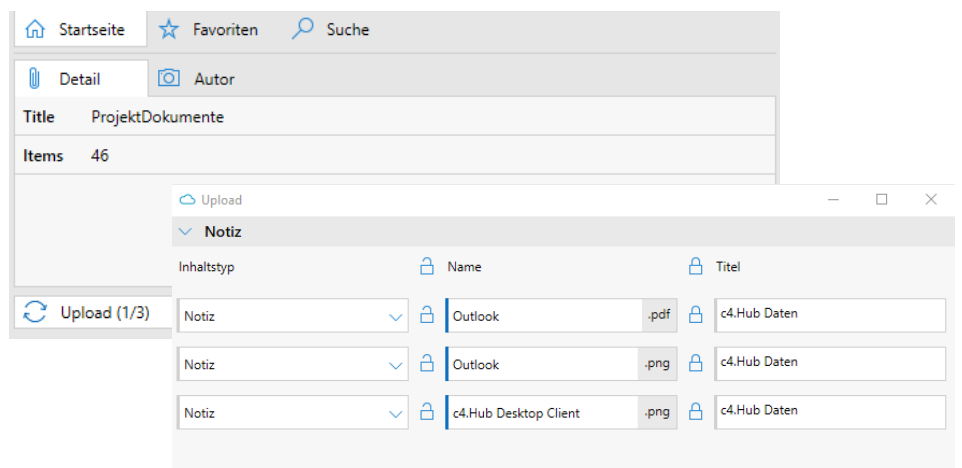 Startseite Favoriten Suche
Detail Autor
Title ProjektDokumente
Items 46
Upload
Notiz
Inhaltstyp Name Titel
Upload (1/3)
Notiz Outlook .pdf c4.Hub Daten
Notiz Outlook .png c4.Hub Daten
Notiz c4.Hub Desktop Client .png c4.Hub Daten